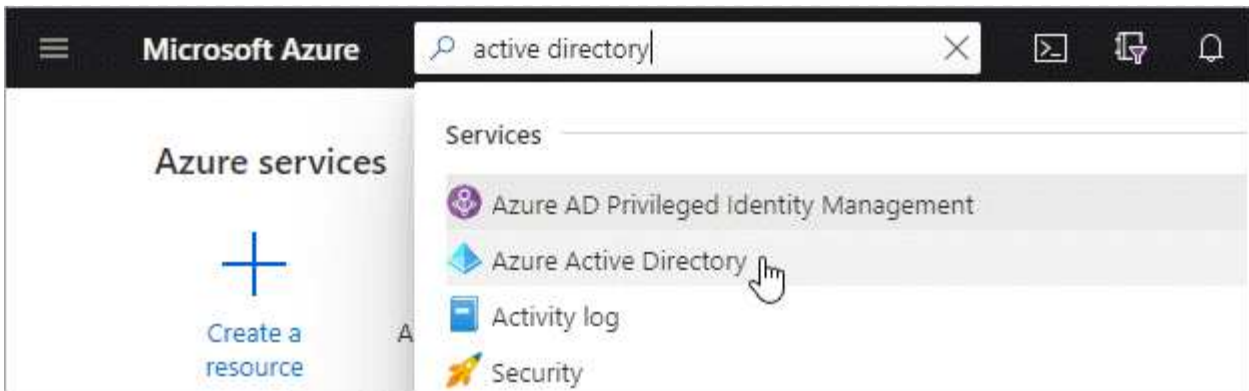 Microsoft Azure
active directory
Services
Azure services
Azure AD Privileged Identity Management
Azure Active Directory
Activity log
Security
Create a
resource
A